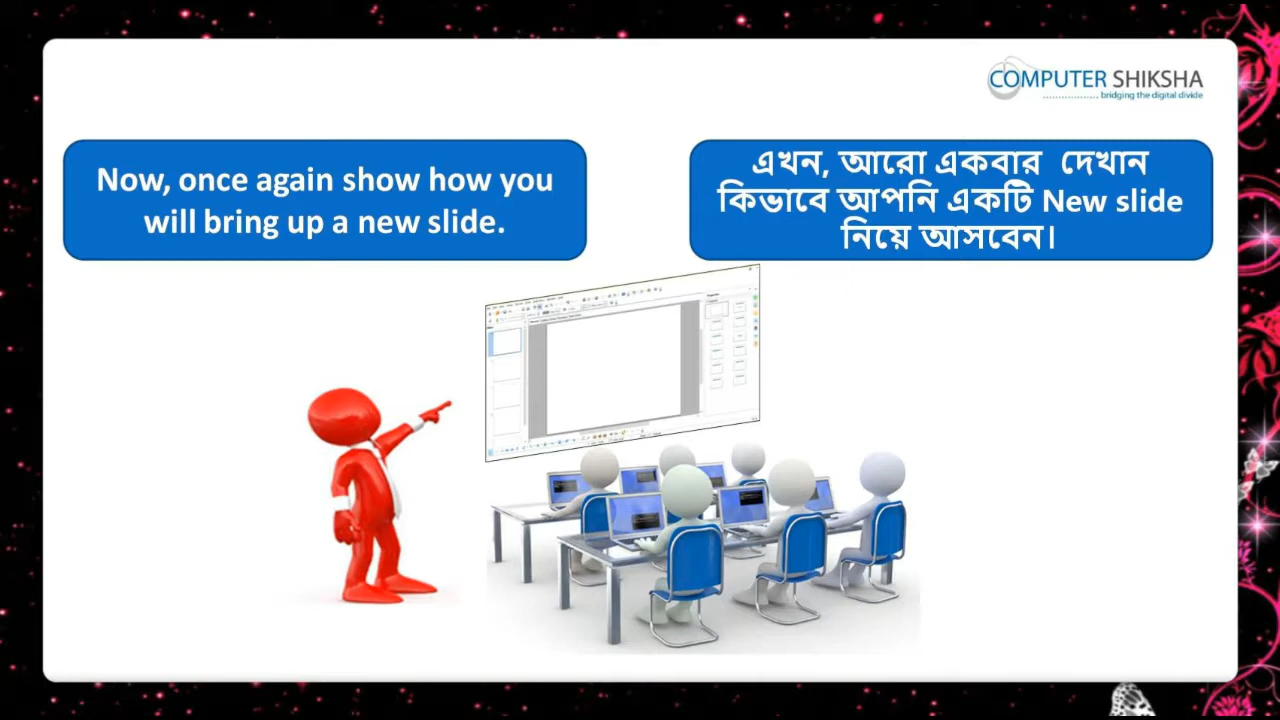 COMPUTER SHIKSHA
bridging the digital divide
Now, once again show how you
will bring up a new slide.
এখন, আরো একবার দেখান
কিভাবে আপনি একটি New slide
নিয়ে আসবেন।